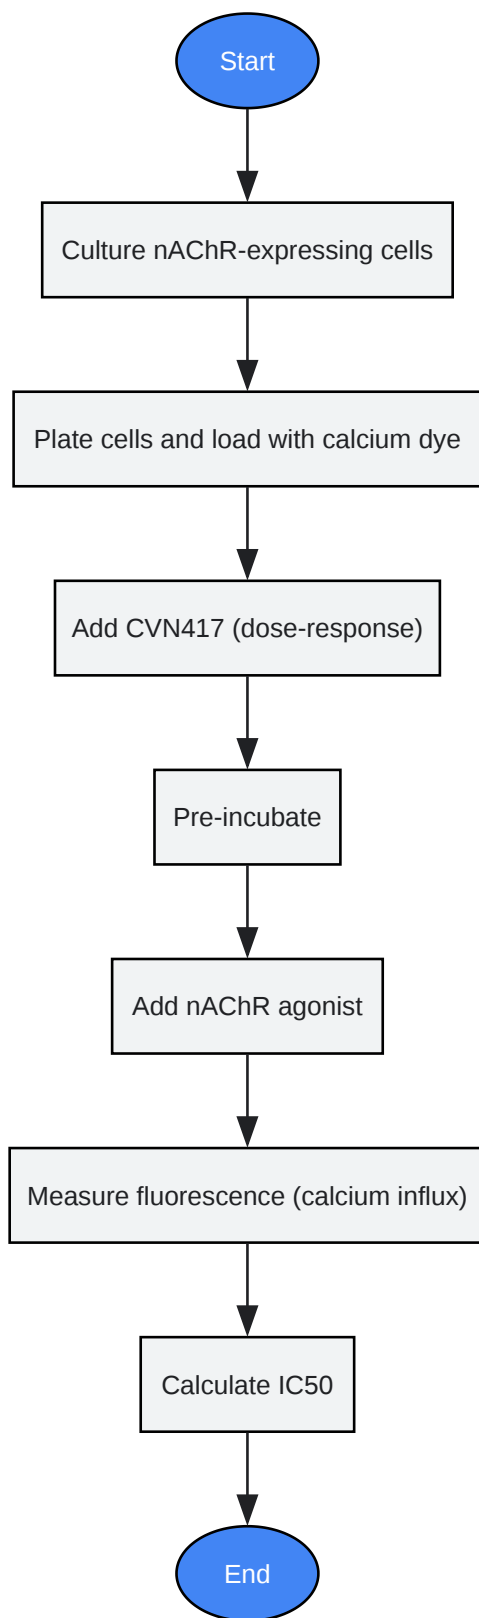 Start
Culture nAChR-expressing cells
Plate cells and load with calcium dye
Add CVN417 (dose-response)
Pre-incubate
Add nAChR agonist
Measure fluorescence (calcium influx)
Calculate IC50
End